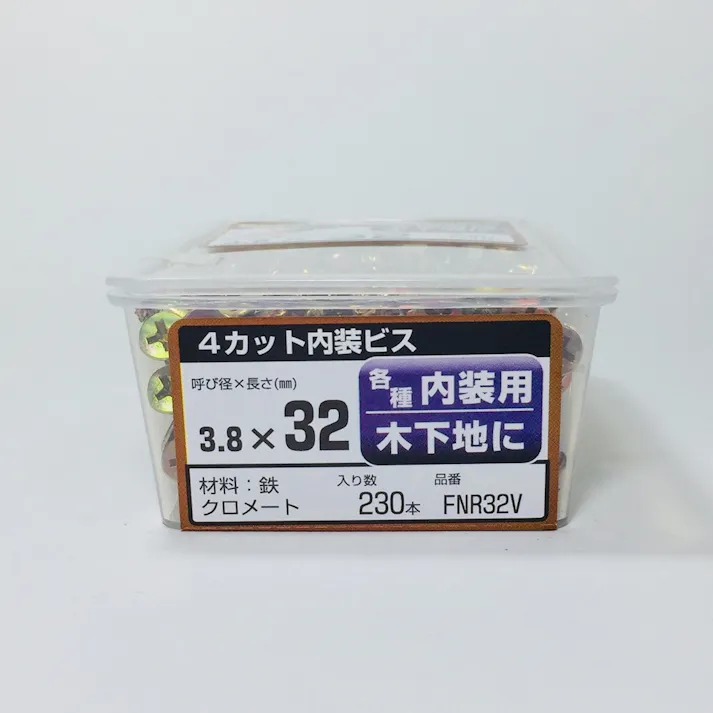 4カット内装ビス
呼び径×長さ(㎜)
3.8×32
各種 内装用
木下地に
材料:鉄
クロメート
入り数
230本
品番
FNR32V